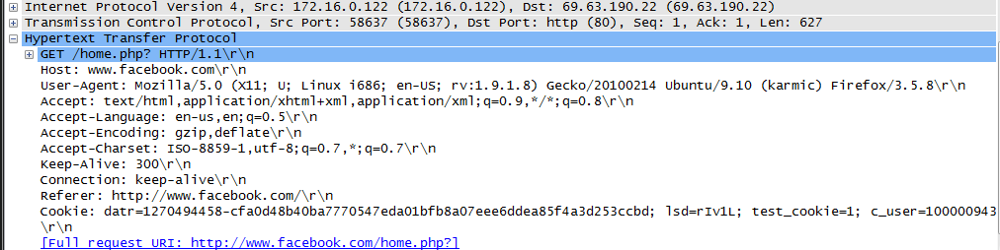 Internet Protocol Version 4, Src: 172.16.0.122 (172.16.0.122), Dst: 69.63.190.22 (69.63.190.22)
Transmission Control Protocol, Src Port: 58637 (58637), Dst Port: http (80), Seq: 1, Ack: 1, Len: 627
Hypertext Transfer Protocol
GET /home.php? HTTP/1.1\r\n
Host: www.facebook.com\r\n
User-Agent: Mozilla/5.0 (X11; U; Linux i686; en-US; rv:1.9.1.8) Gecko/20100214 Ubuntu/9.10 (karmic) Firefox/3.5.8\r\n
Accept: text/html,application/xhtml+xml,application/xml;q=0.9,*/*;q=0.8\r\n
Accept-Language: en-us,en;q=0.5\r\n
Accept-Encoding: gzip,deflate\r\n
Accept-Charset: ISO-8859-1,utf-8;q=0.7,*;q=0.7\r\n
Keep-Alive: 300\r\n
Connection: keep-alive\r\n
Referer: http://www.facebook.com/\r\n
Cookie: datr=1270494458-cfa0d48b40ba7770547eda01bfb8a07eee6ddea85f4a3d253ccbd; lsd=rIv1L; test_cookie=1; c_user=100000943
\r\n
[Full request URI: http://www.facebook.com/home.php?]